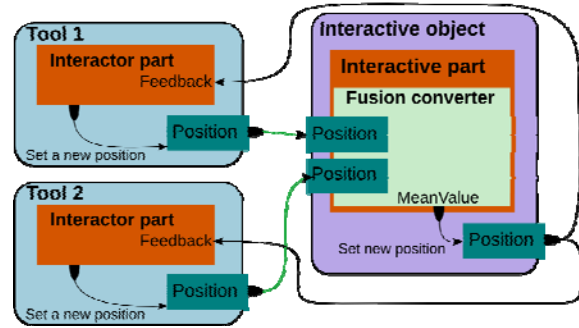 Tool 1
Interactor part
Feedback
Position
Set a new position
Tool 2
Interactor part
Feedback
Position
Set a new position
Interactive object
Interactive part
Fusion converter
Position
Position
MeanValue
Set new position
Position